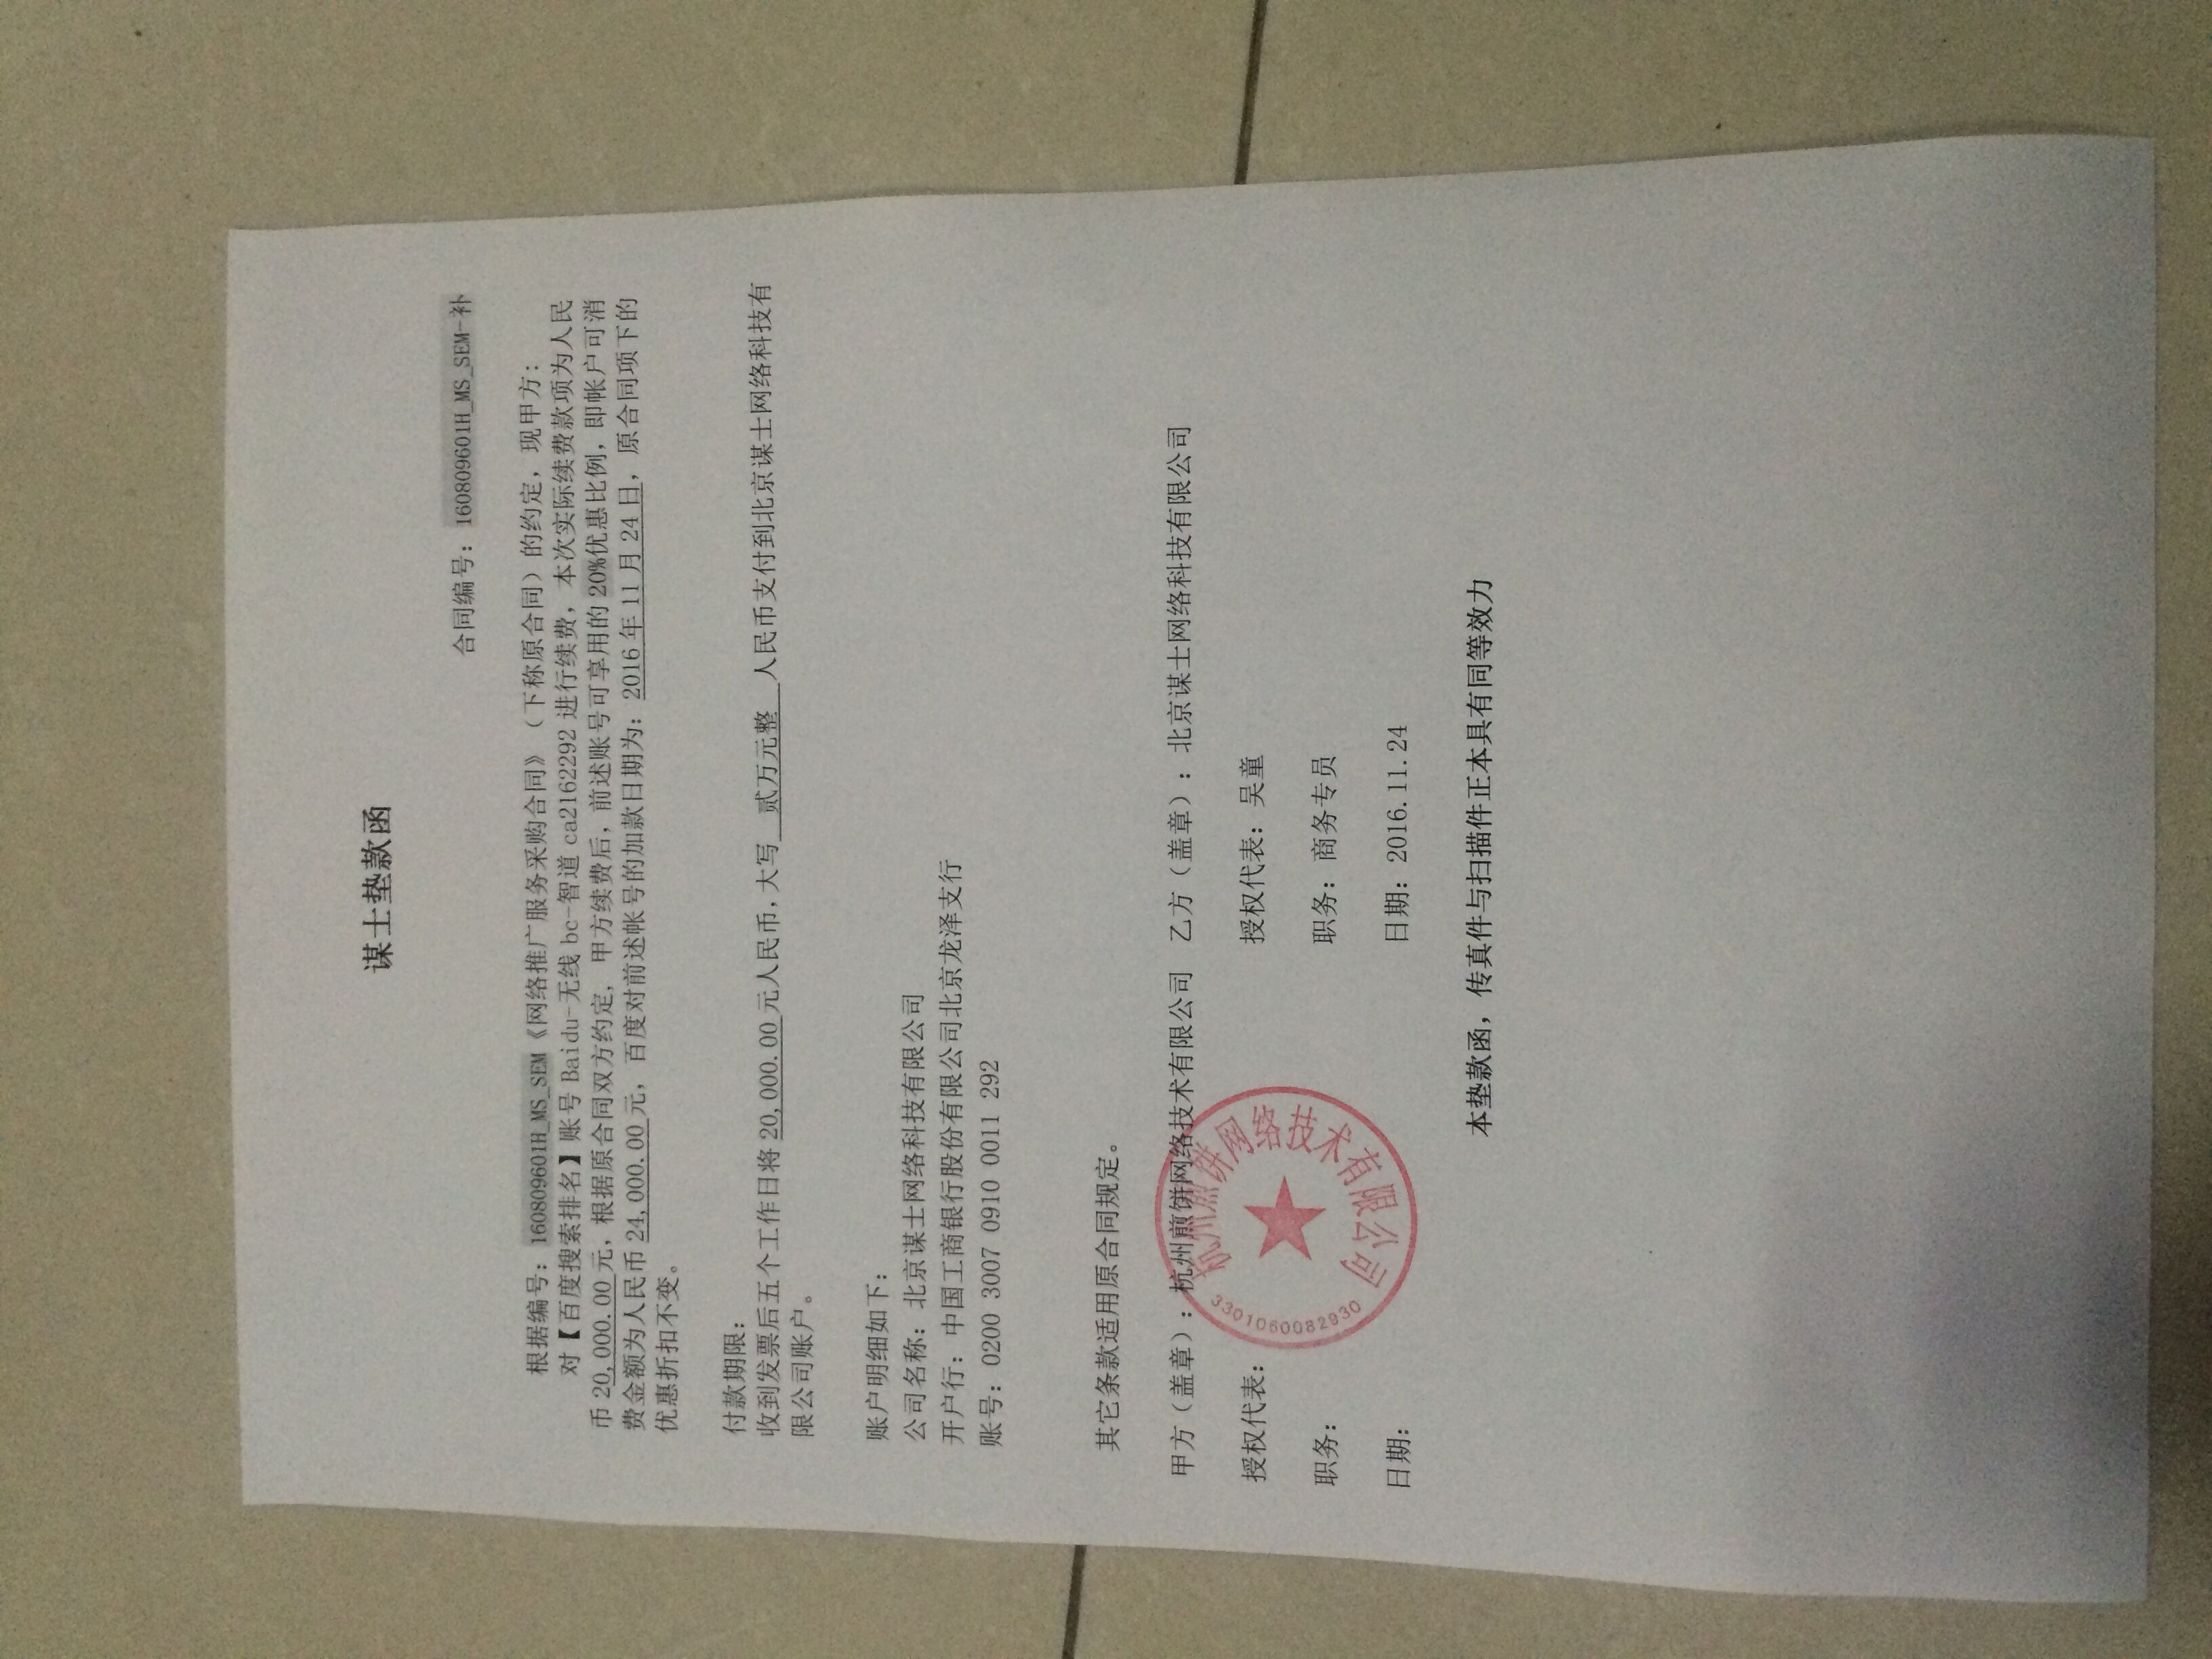 谋士垫款函
合同编号：160809601H_MS_SEM-补
根据编号：160809601H_MS_SEM《网络推广服务采购合同》（下称原合同）的约定，现甲方：
对【百度搜索排名】账号 Baidu-无线 bc-智道 ca2162292 进行续费，本次实际续费款项为人民
币 20,000.00 元，根据原合同双方约定，甲方续费后，前述账号可享用的 20%优惠比例，即帐户可消
费金额为人民币 24,000.00 元，百度对前述帐号的加款日期为：2016 年 11 月 24 日，原合同项下的
优惠折扣不变。
付款期限：
收到发票后五个工作日将 20,000.00 元人民币，大写 贰万元整 人民币支付到北京谋士网络科技有
限公司账户。
账户明细如下：
公司名称：北京谋士网络科技有限公司
开户行：中国工商银行股份有限公司北京龙泽支行
账号：0200 3007 0910 0011 292
其它条款适用原合同规定。
甲方（盖章）：杭州煎饼网络技术有限公司 乙方（盖章）：北京谋士网络科技有限公司
授权代表： 授权代表：吴童
职务： 职务：商务专员
日期： 日期：2016.11.24
杭州煎饼网络技术有限公司
3301060082930
本垫款函，传真件与扫描件正本具有同等效力